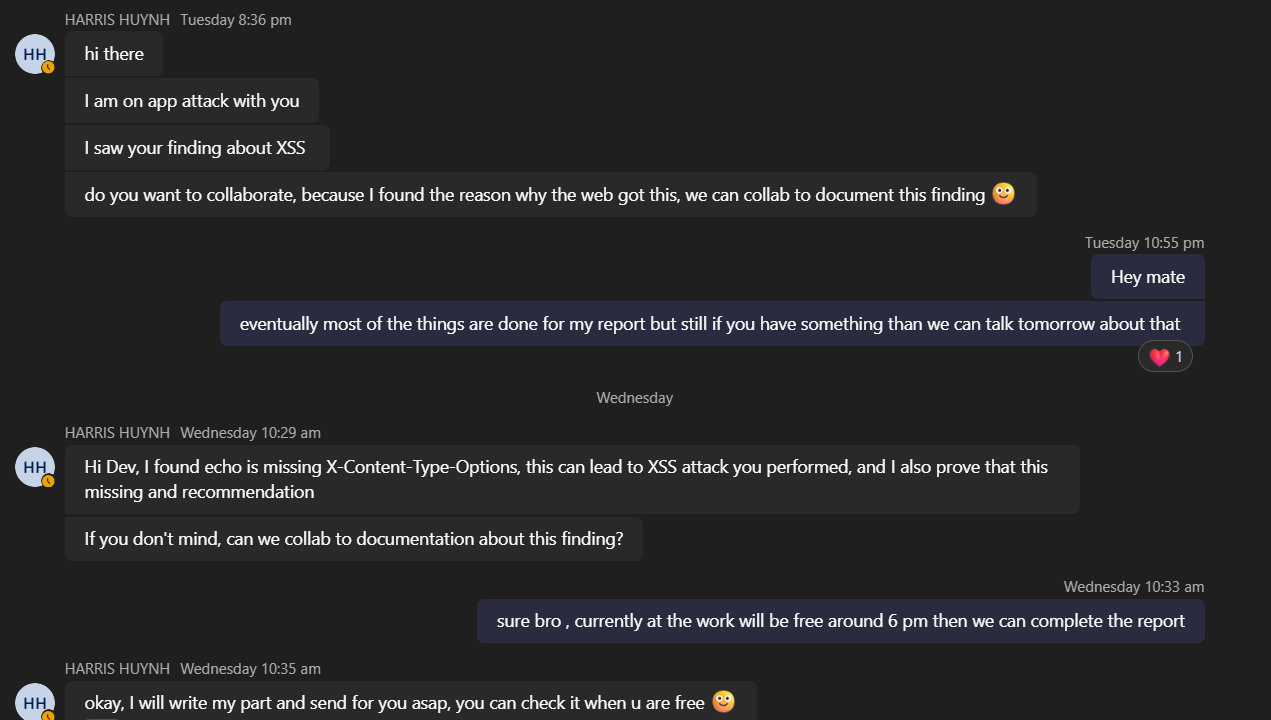 HARRIS HUYNH Tuesday 8:36 pm
HH
hi there
I am on app attack with you
I saw your finding about XSS
do you want to collaborate, because I found the reason why the web got this, we can collab to document this finding
Tuesday 10:55 pm
Hey mate
eventually most of the things are done for my report but still if you have something than we can talk tomorrow about that
1
Wednesday
HARRIS HUYNH Wednesday 10:29 am
HH
Hi Dev, I found echo is missing X-Content-Type-Options, this can lead to XSS attack you performed, and I also prove that this
missing and recommendation
If you don't mind, can we collab to documentation about this finding?
Wednesday 10:33 am
sure bro , currently at the work will be free around 6 pm then we can complete the report
HARRIS HUYNH Wednesday 10:35 am
HH
okay, I will write my part and send for you asap, you can check it when u are free